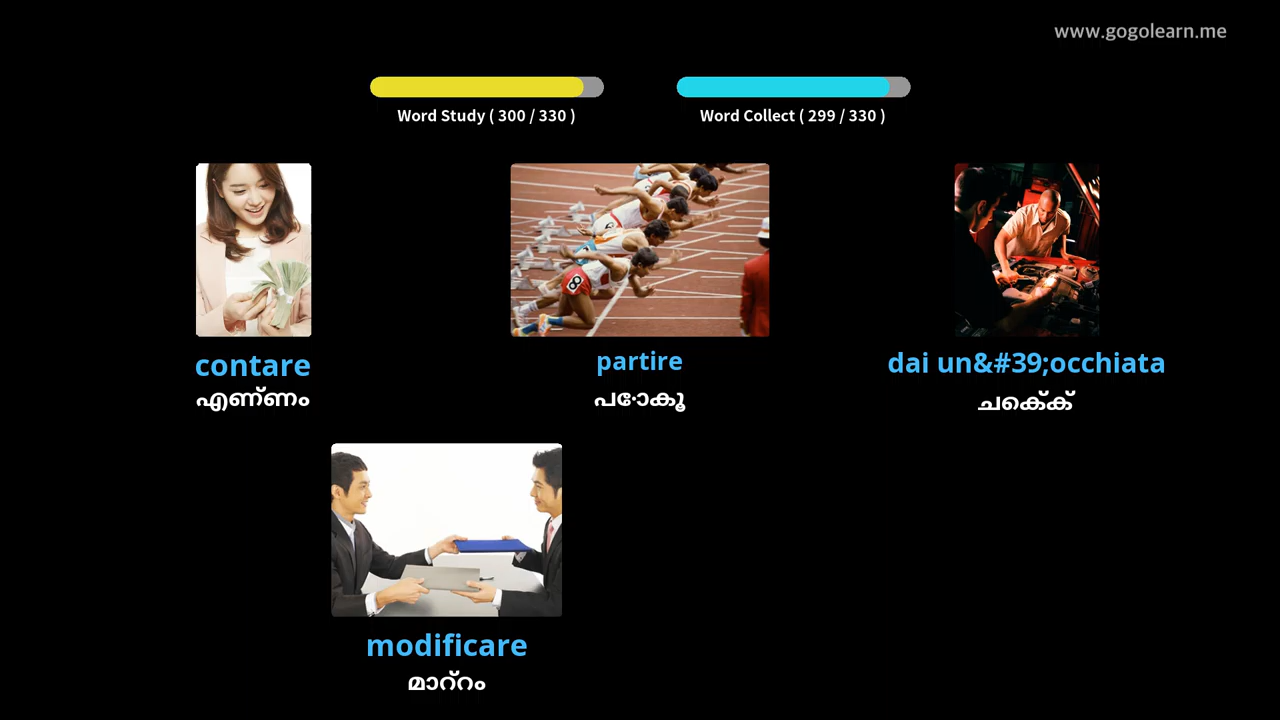 www.gogolearn.me
Word Study ( 300 / 330 )
Word Collect ( 299 / 330 )
8
contare
എണ്ണം
partire
പോകൂ
dai un&#39;occhiata
ചെക്ക്
modificare
മാറ്റം